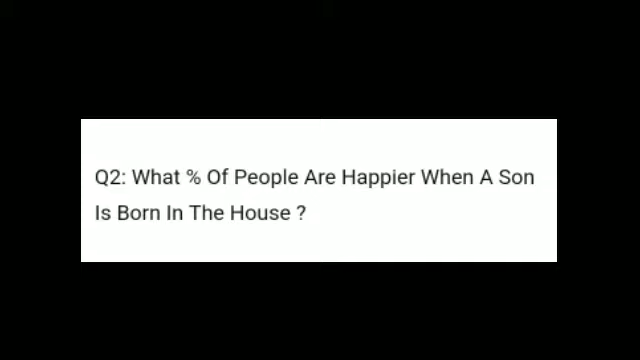 Q2: What % Of People Are Happier When A Son
Is Born In The House ?